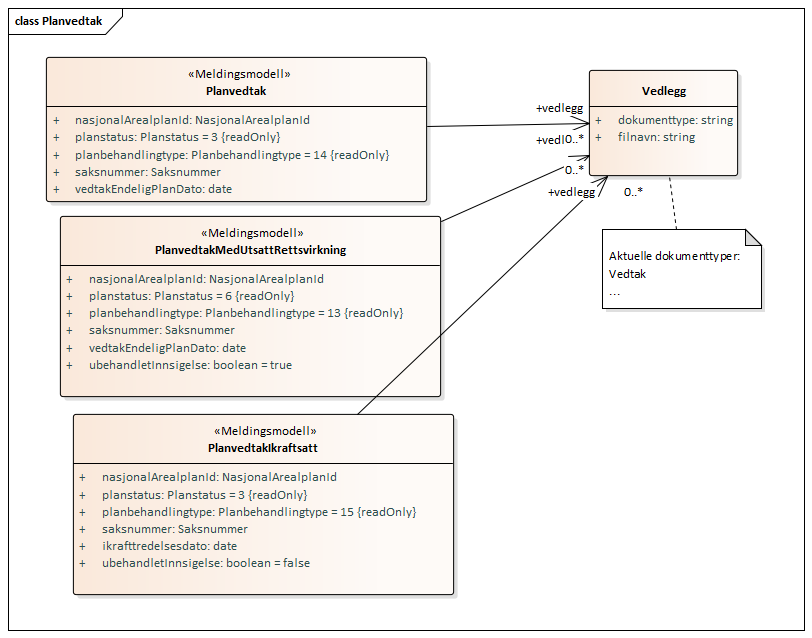 class Planvedtak
«Meldingsmodell»
Planvedtak
+ nasjonalArealplanId: NasjonalArealplanId
+ planstatus: Planstatus = 3 {readOnly}
+ planbehandlingtype: Planbehandlingtype = 14 {readOnly}
+ saksnummer: Saksnummer
+ vedtakEndeligPlanDato: date
Vedlegg
+ dokumenttype: string
+ filnavn: string
+vedlegg
0..*
+vedl
0..*
+vedlegg
0..*
«Meldingsmodell»
PlanvedtakMedUtsattRettsvirkning
+ nasjonalArealplanId: NasjonalArealplanId
+ planstatus: Planstatus = 6 {readOnly}
+ planbehandlingtype: Planbehandlingtype = 13 {readOnly}
+ saksnummer: Saksnummer
+ vedtakEndeligPlanDato: date
+ ubehandletInnsigelse: boolean = true
Aktuelle dokumenttyper:
Vedtak
...
«Meldingsmodell»
PlanvedtakIkraftsatt
+ nasjonalArealplanId: NasjonalArealplanId
+ planstatus: Planstatus = 3 {readOnly}
+ planbehandlingtype: Planbehandlingtype = 15 {readOnly}
+ saksnummer: Saksnummer
+ ikrafttredelsesdato: date
+ ubehandletInnsigelse: boolean = false